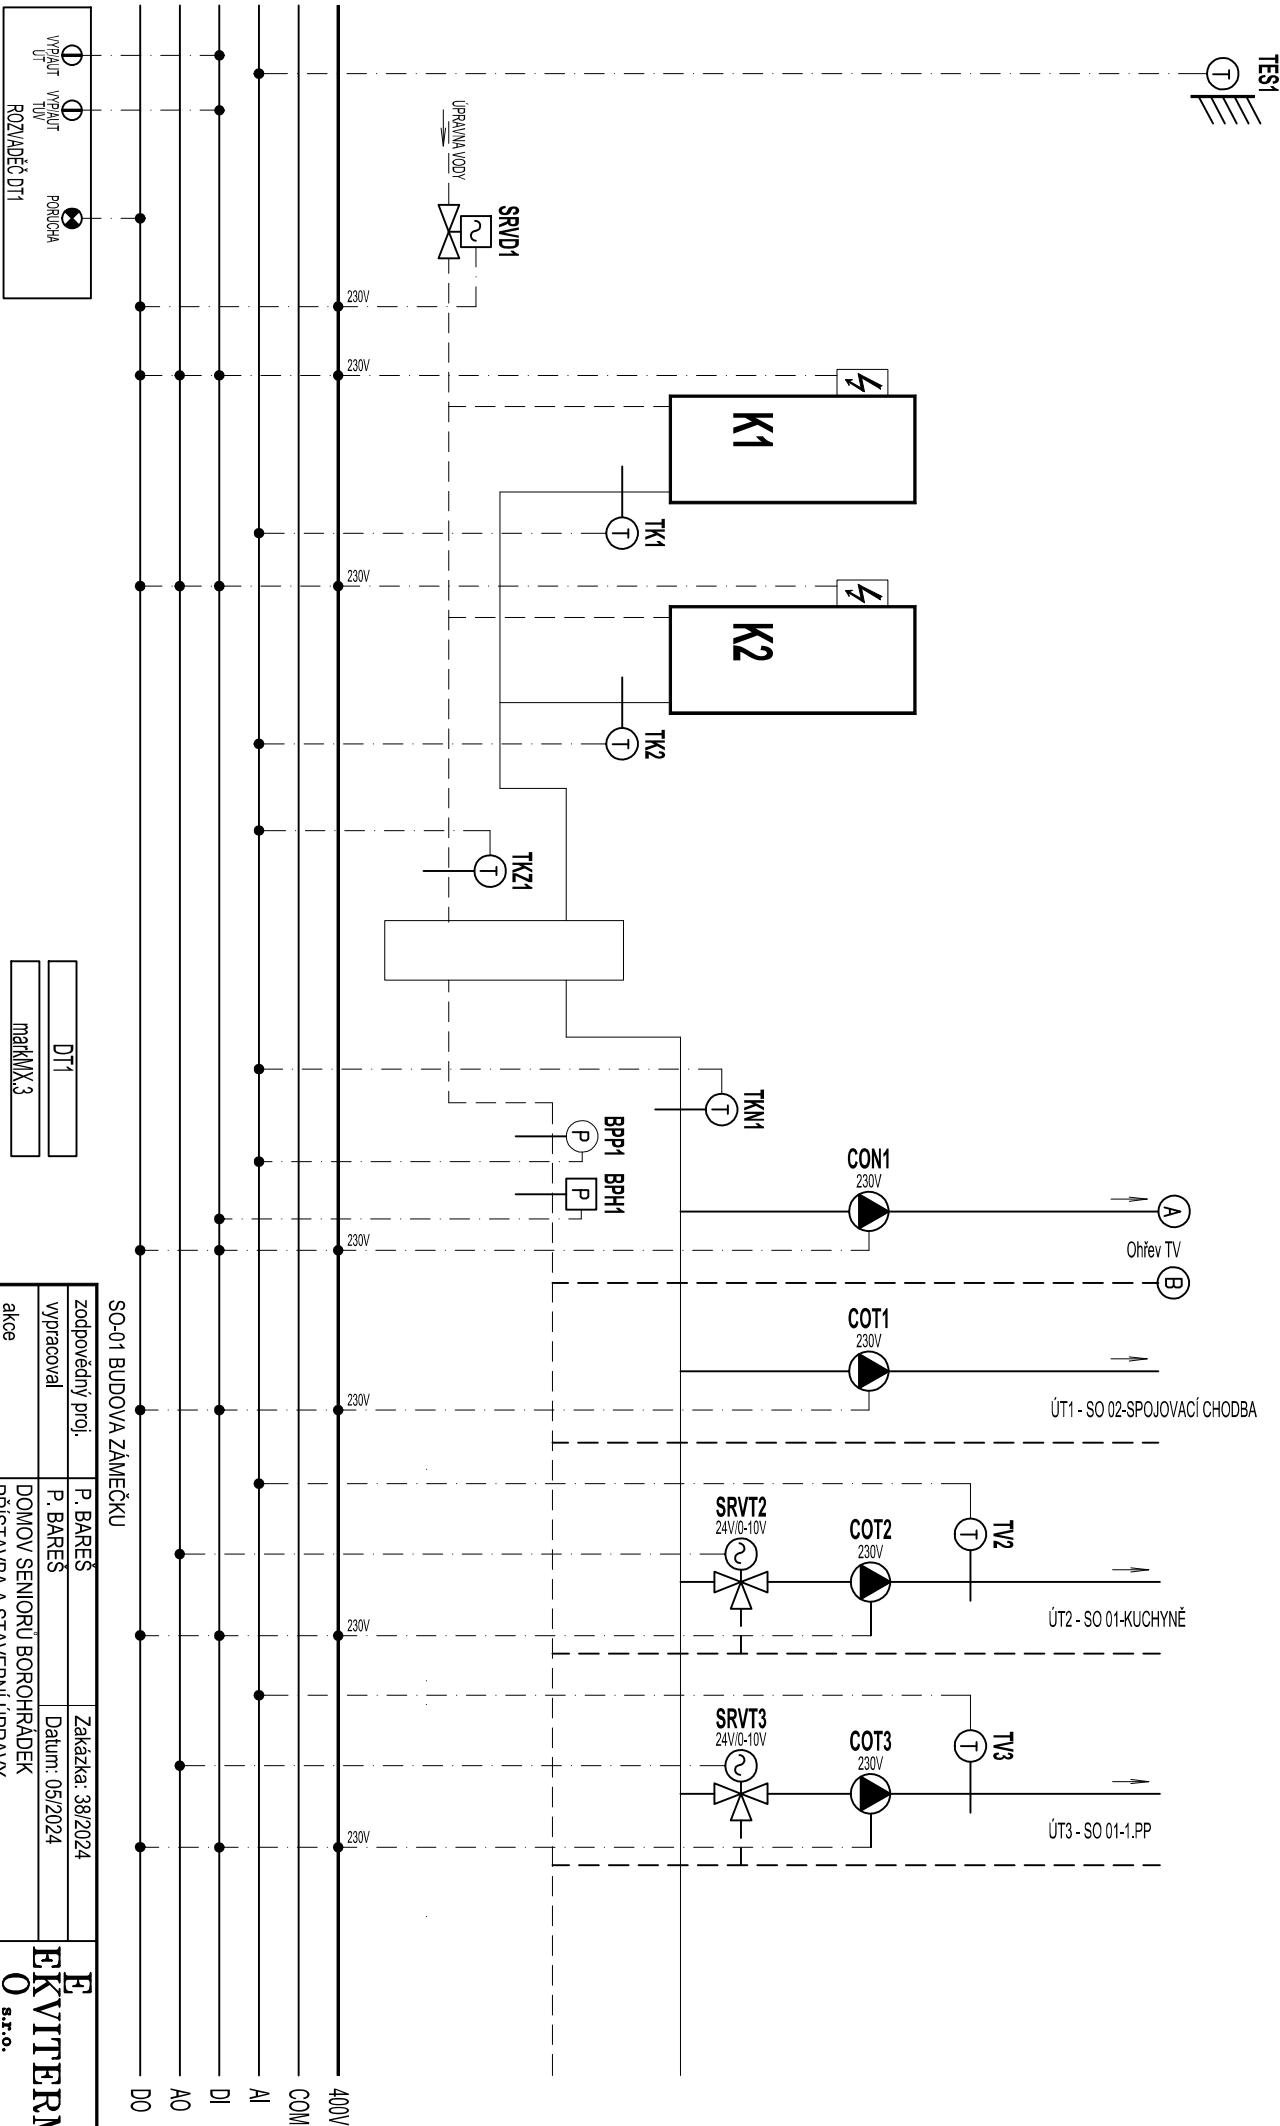 TES1
T
ÚPRAVNA VODY
SRVD1
230V
230V
K1
TK1
T
230V
K2
TK2
T
TKZ1
T
TKN1
T
BPP1
P
BPH1
P
230V
CON1
230V
A
Ohřev TV
B
COT1
230V
230V
ÚT1 - SO 02-SPOJOVACÍ CHODBA
SRVT2
24V/0-10V
COT2
230V
TV2
T
230V
ÚT2 - SO 01-KUCHYNĚ
SRVT3
24V/0-10V
COT3
230V
TV3
T
230V
ÚT3 - SO 01-1.PP
400V
COM
AI
DI
AO
DO
VYP/AUT
ÚT
VYP/AUT
TUV
PORUCHA
ROZVADĚČ DT1
DT1
markMX.3
SO-01 BUDOVA ZÁMEČKU
zodpovědný proj. P. BAREŠ Zakázka: 38/2024
vypracoval P. BAREŠ Datum: 05/2024
akce DOMOV SENIORŮ BOROHRÁDEK
PŘÍSTAVBA A STAVEBNÍ ÚPRAVY
E
EKVITERM
O s.r.o.